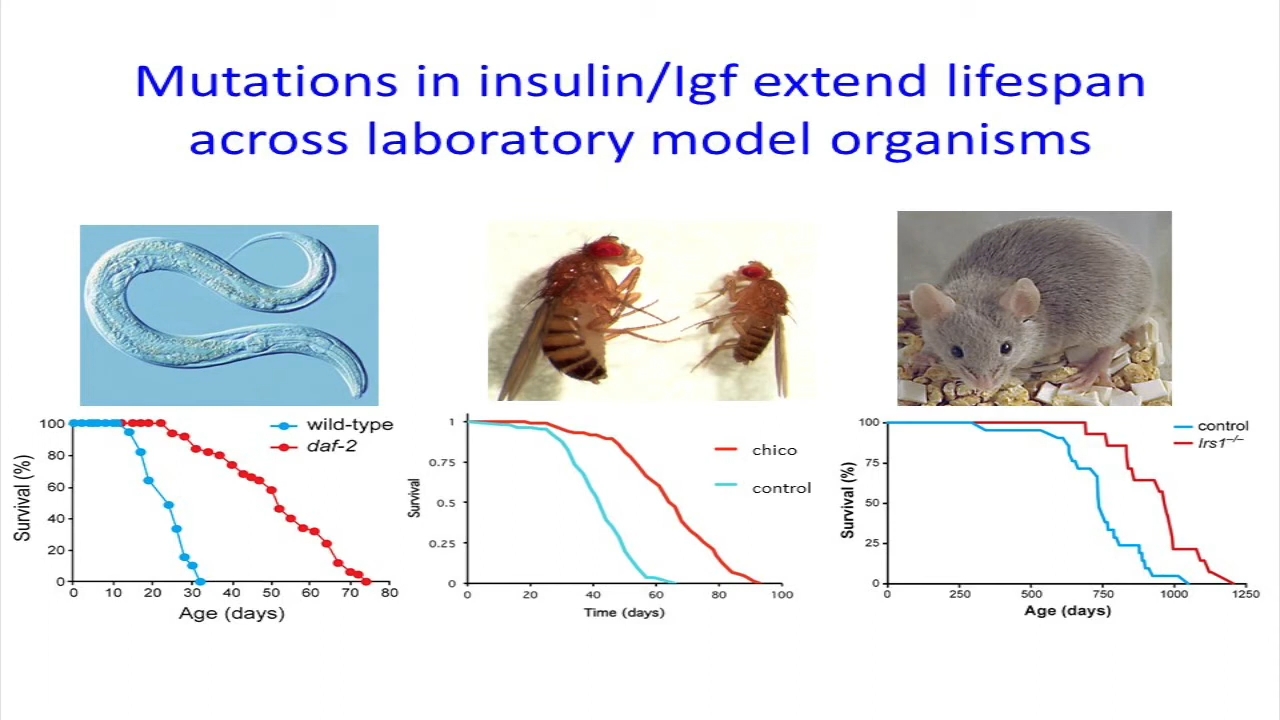 Mutations in insulin/Igf extend lifespan
across laboratory model organisms
100
80
60
40
20
0
Survival (%)
0 10 20 30 40 50 60 70 80
Age (days)
wild-type
daf-2
1
0.75
0.5
0.25
0
Survival
0 20 40 60 80 100
Time (days)
chico
control
100
75
50
25
0
Survival (%)
0 250 500 750 1000 1250
Age (days)
control
Irs1⁻/⁻